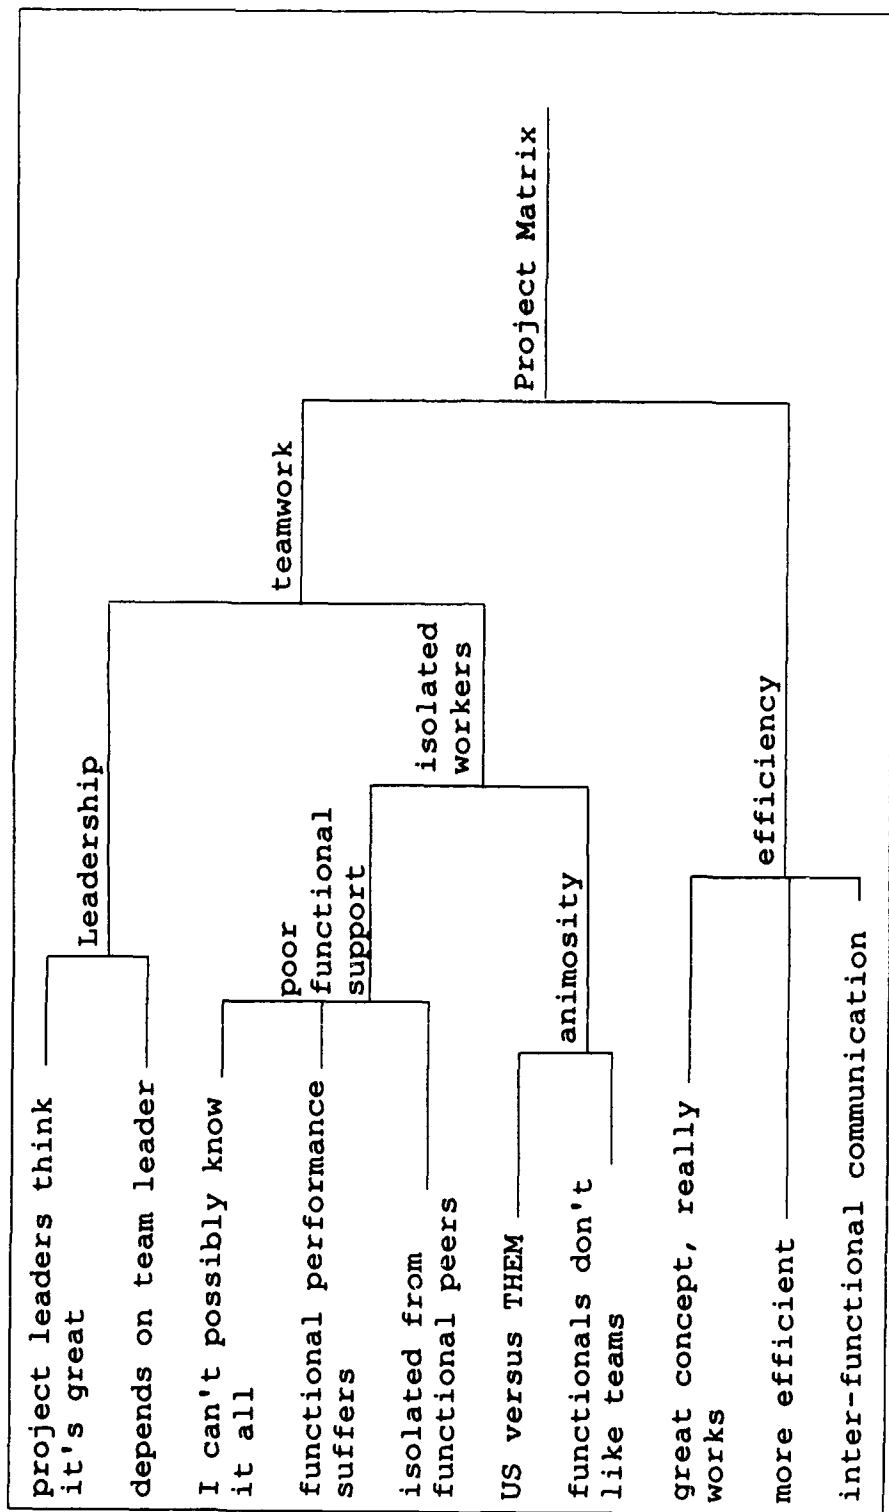 project leaders think
it's great
depends on team leader
Leadership
I can't possibly know
it all
functional performance
suffers
isolated from
functional peers
poor
functional
support
US versus THEM
functionals don't
like teams
animosity
isolated
workers
teamwork
great concept, really
works
more efficient
inter-functional communication
efficiency
Project Matrix